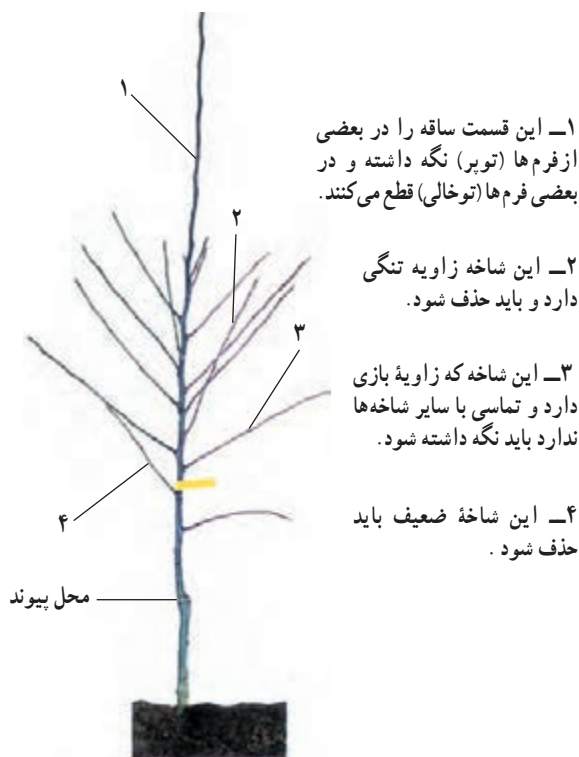 ۱
۱ــ این قسمت ساقه را در بعضی
ازفرم‌ها (توپر) نگه داشته و در
بعضی فرم‌ها (توخالی) قطع می‌کنند.
۲
۲ــ این شاخه زاویه تنگی
دارد و باید حذف شود.
۳
۳ــ این شاخه که زاویهٔ بازی
دارد و تماسی با سایر شاخه‌ها
ندارد باید نگه داشته شود.
۴
۴ــ این شاخهٔ ضعیف باید
حذف شود .
محل پیوند